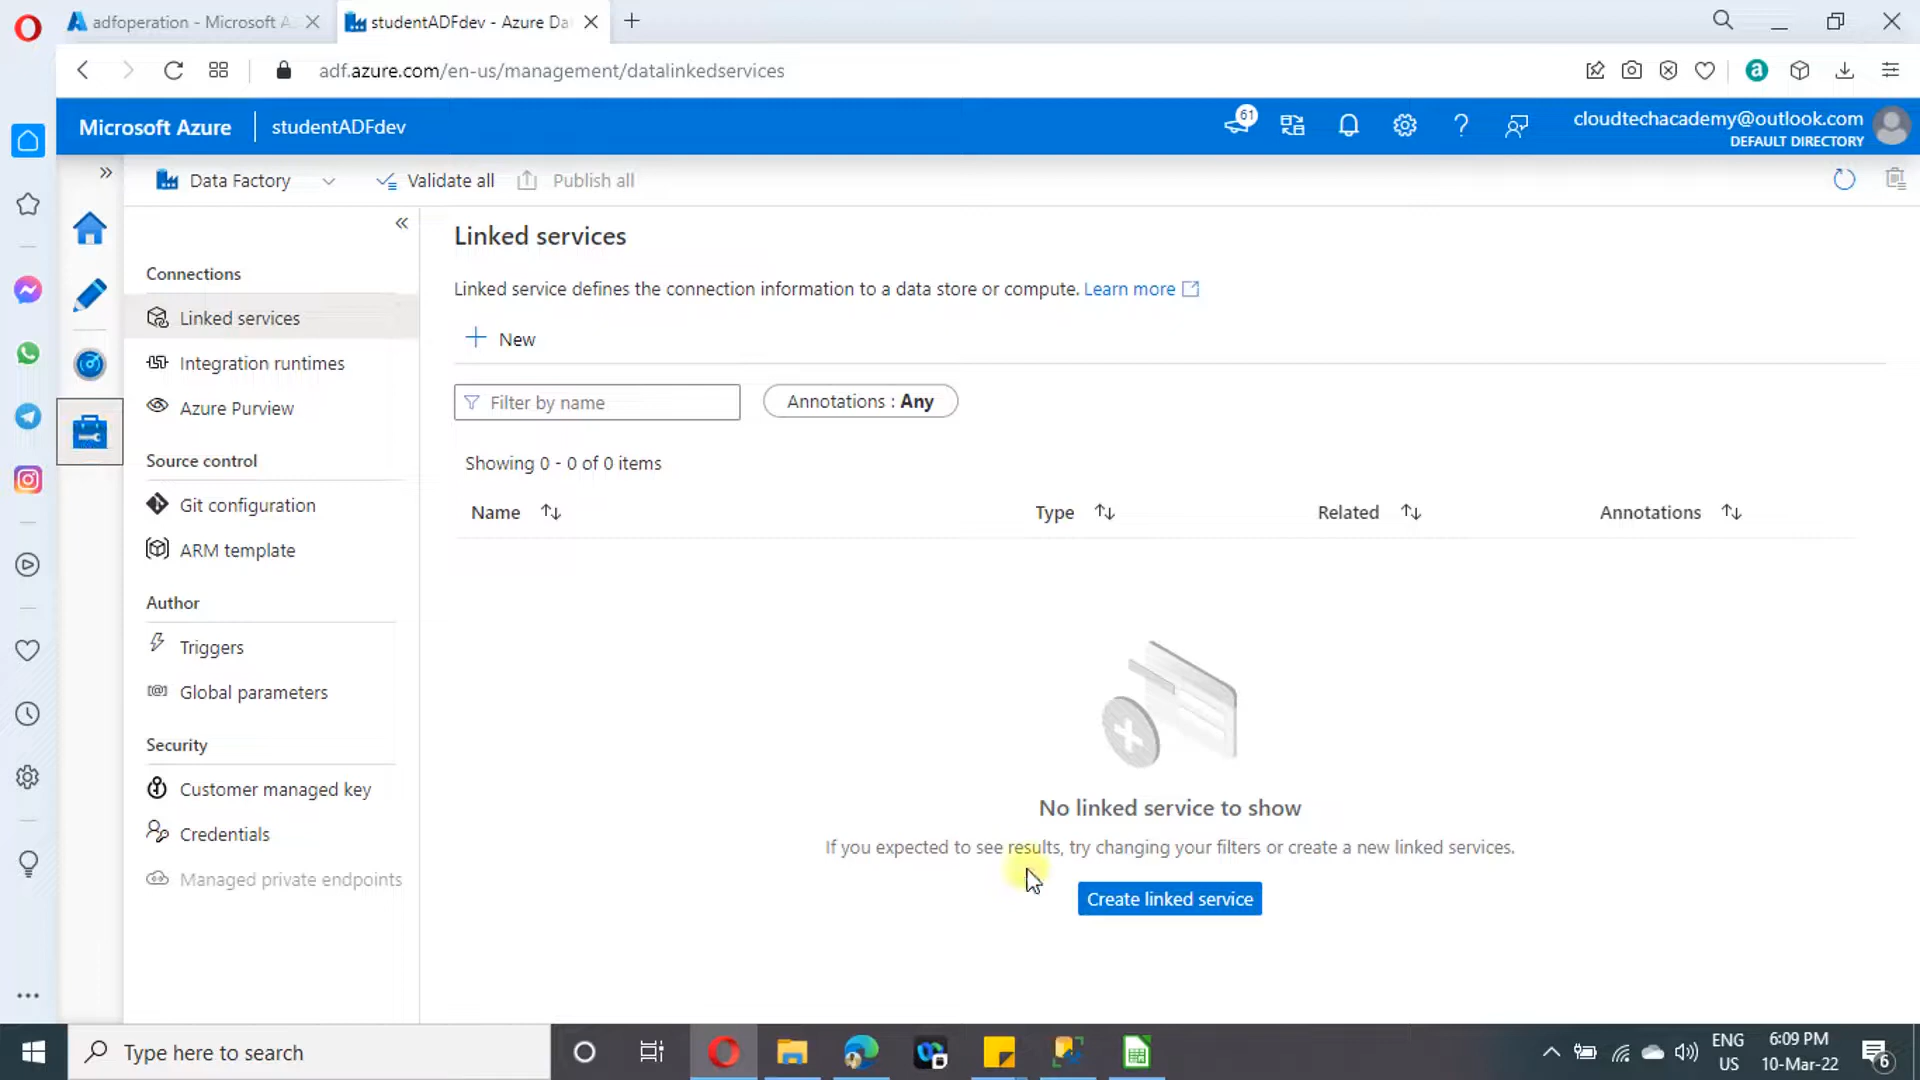 adfoperation - Microsoft A
studentADFdev - Azure Da
adf.azure.com/en-us/management/datalinkedservices
Microsoft Azure
studentADFdev
61
cloudtechacademy@outlook.com
DEFAULT DIRECTORY
Data Factory
Validate all
Publish all
Connections
Linked services
Integration runtimes
Azure Purview
Source control
Git configuration
ARM template
Author
Triggers
Global parameters
Security
Customer managed key
Credentials
Managed private endpoints
Linked services
Linked service defines the connection information to a data store or compute. Learn more
New
Filter by name
Annotations : Any
Showing 0 - 0 of 0 items
Name Type Related Annotations
No linked service to show
If you expected to see results, try changing your filters or create a new linked services.
Create linked service
Type here to search
ENG
US
6:09 PM
10-Mar-22
6